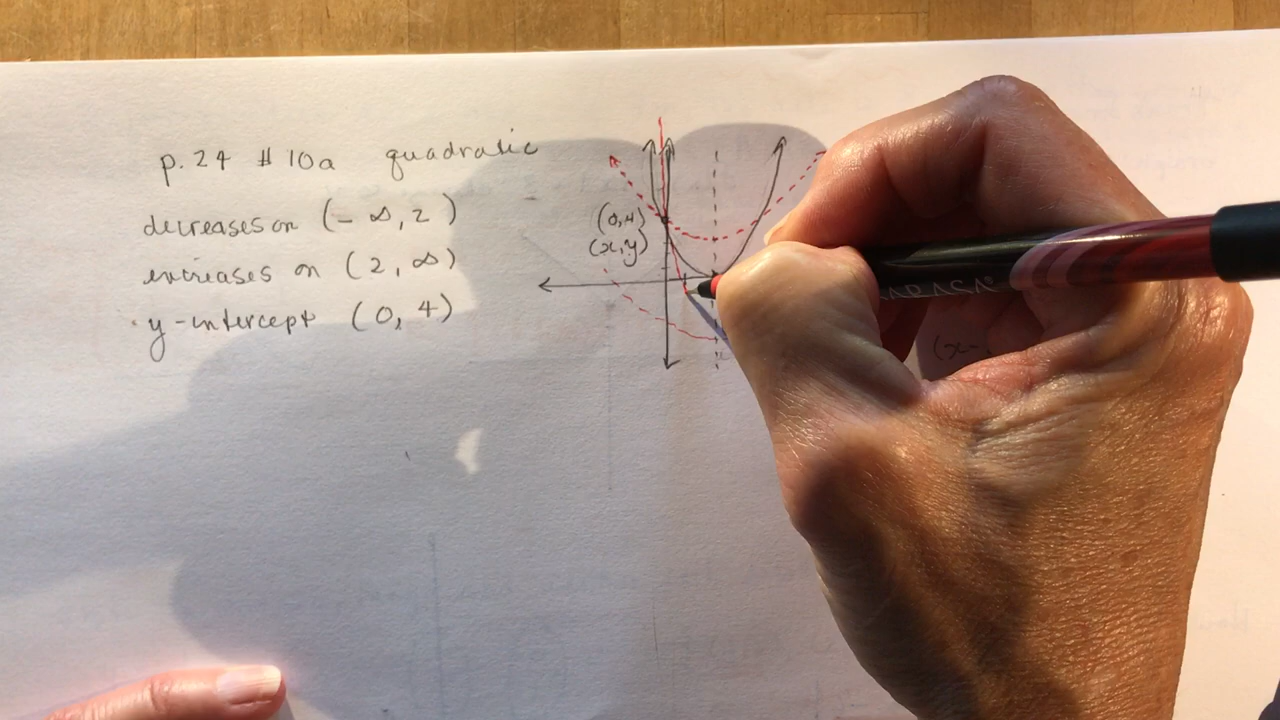 p. 24 # 10a quadratic
decreases on (-∞, 2)
increases on (2, ∞)
y-intercept (0, 4)
(0,4)
(x,y)
(x-